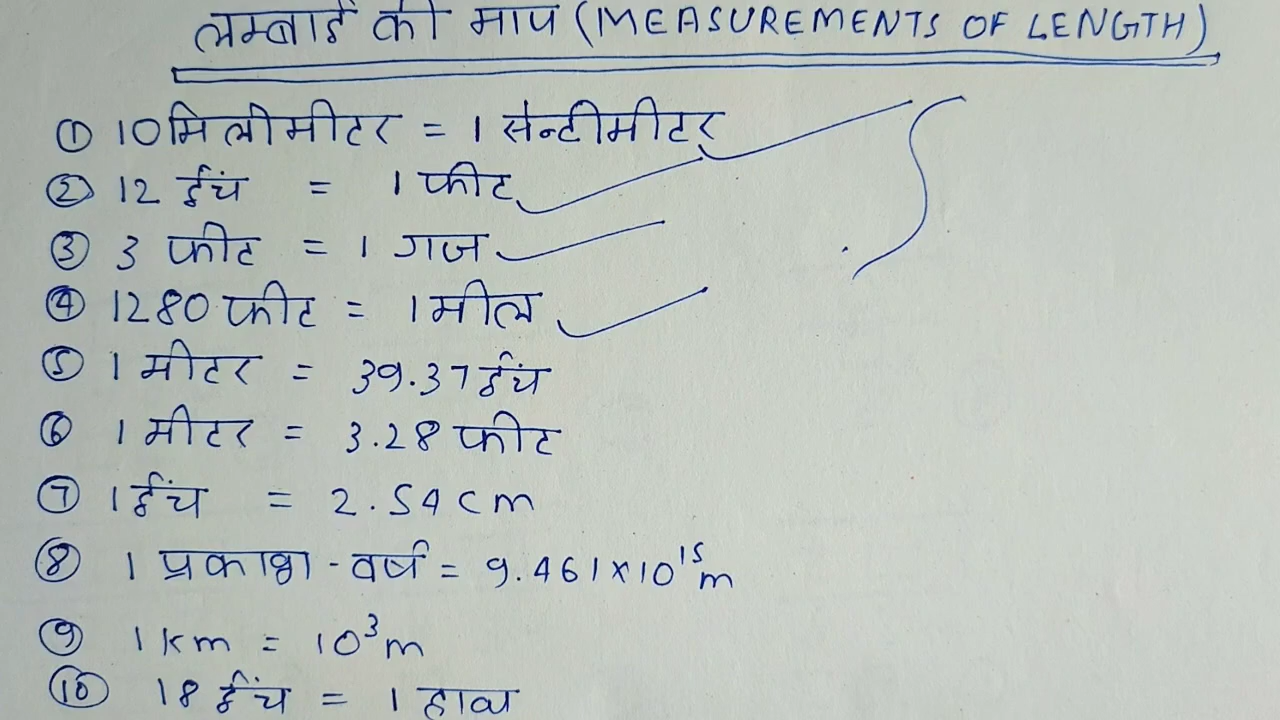 लम्बाई की माप (MEASUREMENTS OF LENGTH)
① 10 मिलीमीटर = 1 सेन्टीमीटर
② 12 ईंच = 1 फीट
③ 3 फीट = 1 गज
④ 1280 फीट = 1 मील
⑤ 1 मीटर = 39.37 ईंच
⑥ 1 मीटर = 3.28 फीट
⑦ 1 ईंच = 2.54 cm
⑧ 1 प्रकाश - वर्ष = 9.461 × 10¹⁵ m
⑨ 1 km = 10³ m
⑩ 18 ईंच = 1 हाथ